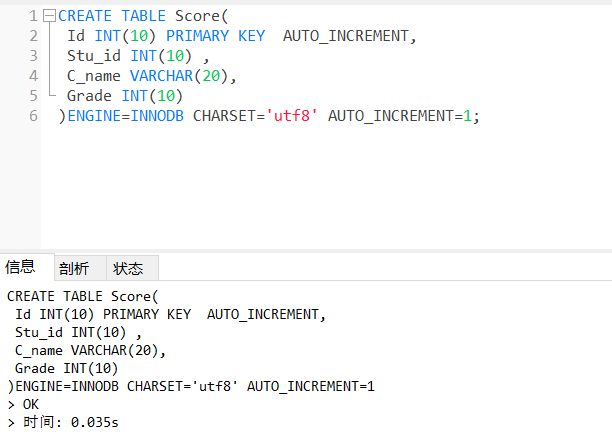 1 CREATE TABLE Score(
2 Id INT(10) PRIMARY KEY  AUTO_INCREMENT,
3 Stu_id INT(10) ,
4 C_name VARCHAR(20),
5 Grade INT(10)
6 )ENGINE=INNODB CHARSET='utf8' AUTO_INCREMENT=1;
信息 剖析 状态
CREATE TABLE Score(
 Id INT(10) PRIMARY KEY  AUTO_INCREMENT,
 Stu_id INT(10) ,
 C_name VARCHAR(20),
 Grade INT(10)
)ENGINE=INNODB CHARSET='utf8' AUTO_INCREMENT=1
> OK
> 时间: 0.035s